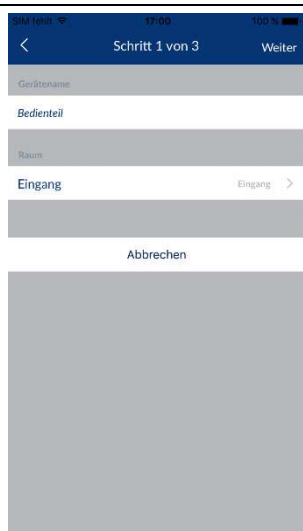 SIM fehlt 17:00 100 %
Schritt 1 von 3 Weiter
Gerätename
Bedienteil
Raum
Eingang Eingang
Abbrechen